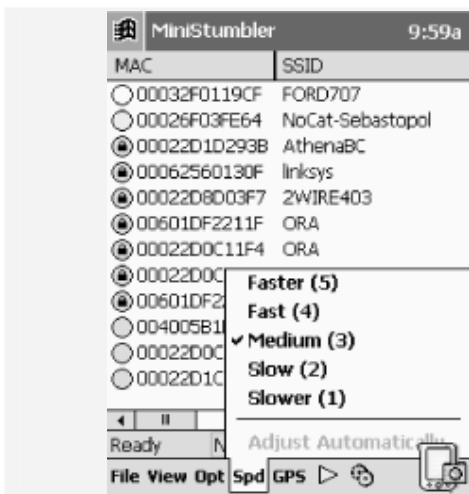 MiniStumbler 9:59a
MAC SSID
00032F0119CF FORD707
00026F03FE64 NoCat-Sebastopol
00022D1D293B AthenaBC
00062560130F linksys
00022D8D03F7 2WIRE403
00601DF2211F ORA
00022D0C11F4 ORA
00022D0C
00601DF2
004005B1
00022D0C
00022D1C
Faster (5)
Fast (4)
Medium (3)
Slow (2)
Slower (1)
Adjust Automatically
Ready N
File View Opt Spd GPS